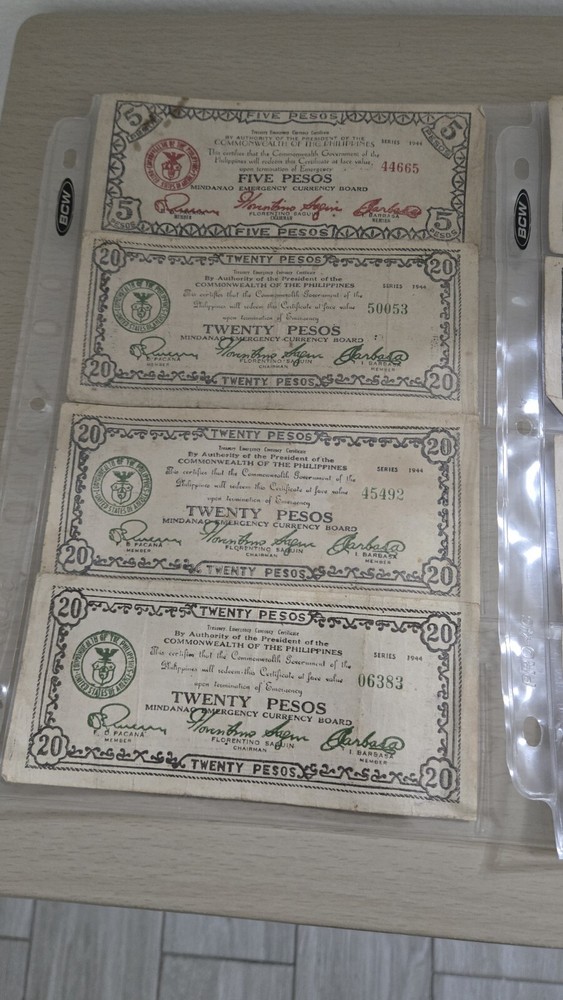 BCW
BCW
5
FIVE PESOS
5
Treasury Emergency Currency Certificate
BY AUTHORITY OF THE PRESIDENT OF THE
COMMONWEALTH OF THE PHILIPPINES
SERIES 1944
This certifies that the Commonwealth Government of the
Philippines will redeem this Certificate at face value,
upon termination of Emergency
44665
FIVE PESOS
MINDANAO EMERGENCY CURRENCY BOARD
MEMBER
FLORENTINO SAGUIN
CHAIRMAN
I. BARBASA
MEMBER
5
PESOS
FIVE PESOS
5
PESOS
20
TWENTY PESOS
20
Treasury Emergency Currency Certificate
By Authority of the President of the
COMMONWEALTH OF THE PHILIPPINES
SERIES 1944
This certifies that the Commonwealth Government of the
Philippines will redeem this Certificate at face value
upon termination of Emergency
50053
TWENTY PESOS
MINDANAO EMERGENCY CURRENCY BOARD
MEMBER
FLORENTINO SAGUIN
CHAIRMAN
I. BARBASA
MEMBER
20
TWENTY PESOS
20
20
TWENTY PESOS
20
Treasury Emergency Currency Certificate
By Authority of the President of the
COMMONWEALTH OF THE PHILIPPINES
SERIES 1944
This certifies that the Commonwealth Government of the
Philippines will redeem this Certificate at face value
upon termination of Emergency
45492
TWENTY PESOS
MINDANAO EMERGENCY CURRENCY BOARD
F. D. PACANA
MEMBER
FLORENTINO SAGUIN
CHAIRMAN
I. BARBASA
MEMBER
20
TWENTY PESOS
20
20
TWENTY PESOS
20
Treasury Emergency Currency Certificate
By Authority of the President of the
COMMONWEALTH OF THE PHILIPPINES
SERIES 1944
This certifies that the Commonwealth Government of the
Philippines will redeem this Certificate at face value
upon termination of Emergency
06383
TWENTY PESOS
MINDANAO EMERGENCY CURRENCY BOARD
F. D. PACANA
MEMBER
FLORENTINO SAGUIN
CHAIRMAN
I. BARBASA
MEMBER
20
TWENTY PESOS
20